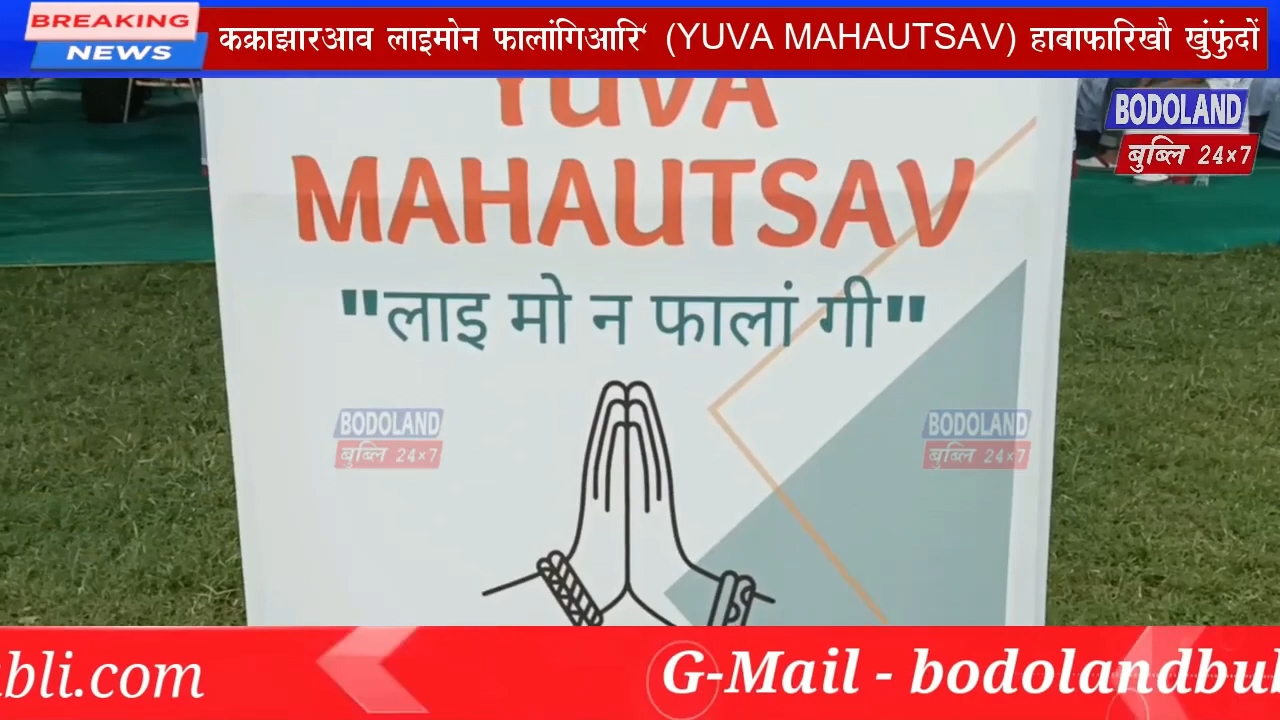 BREAKING
NEWS
कक्राझारआव लाइमोन फालांगिआरि' (YUVA MAHAUTSAV) हाबाफारिखौ खुंफुंदों
BODOLAND
बुब्लि 24×7
YUVA
MAHAUTSAV
"लाइ मो न फालां गी"
BODOLAND
बुब्लि 24×7
BODOLAND
बुब्लि 24×7
ubli.com
G-Mail - bodolandbul